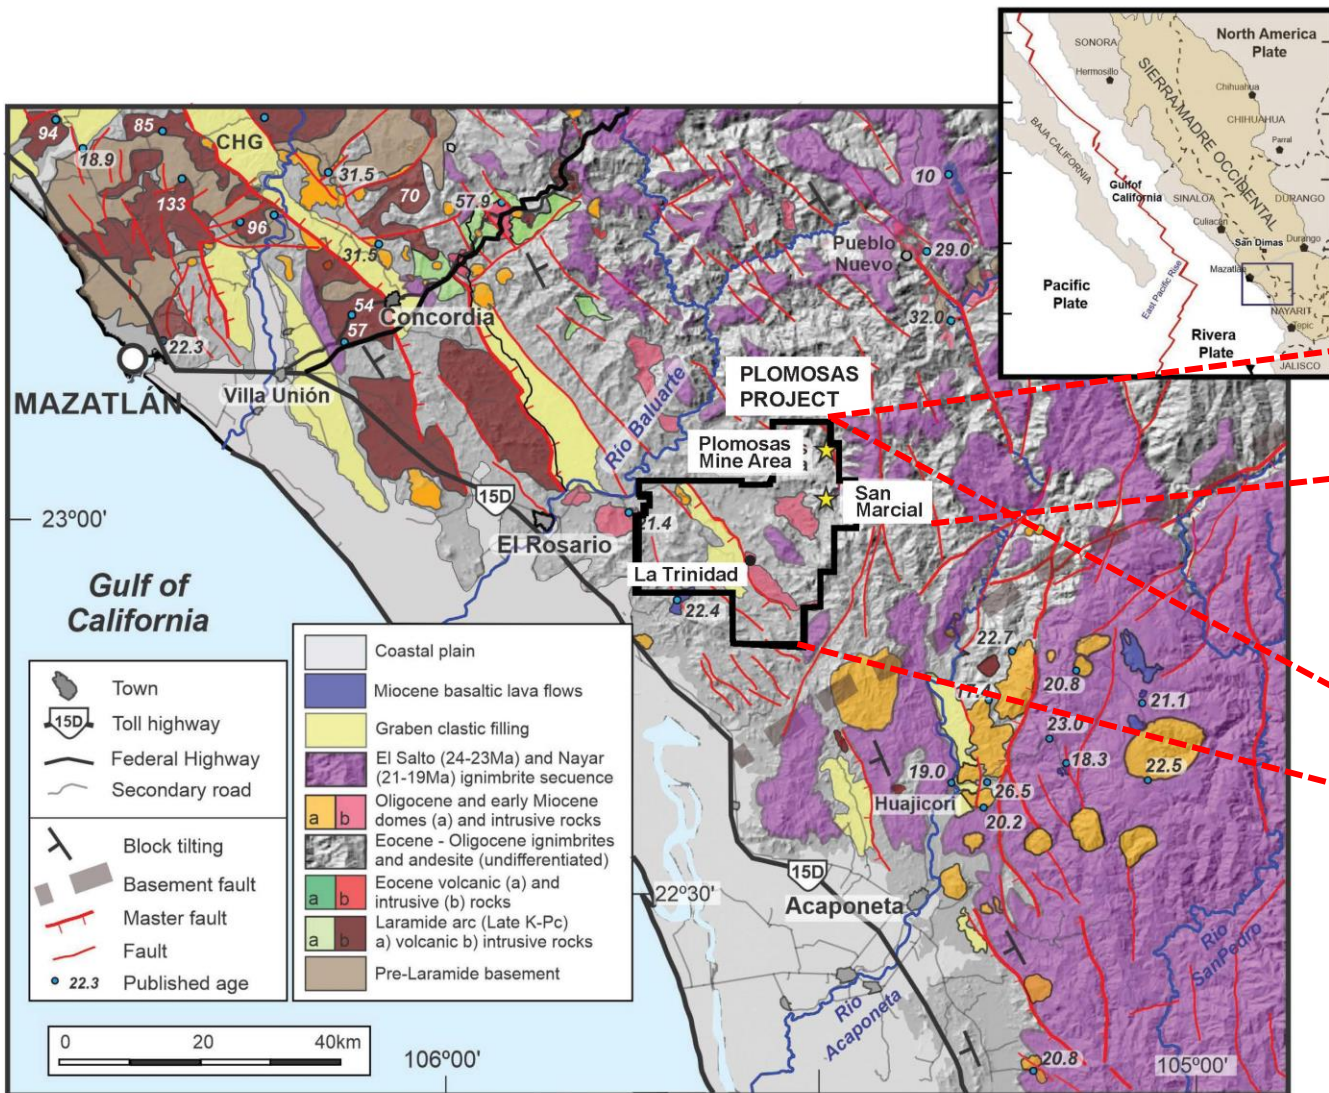 North America
Plate
SONORA
Hermosillo
Chihuahua
CHIHUAHUA
SIERRA MADRE OCCIDENTAL
BAJA CALIFORNIA
Parral
Gulf of
California
SINALOA
DURANGO
Culiacán
San Dimas
Durango
Mazatlán
Pacific
Plate
East Pacific Rise
NAYARIT
Tepic
Rivera
Plate
JALISCO
94
85
CHG
18.9
31.5
70
57.9
10
133
96
31.5
Pueblo
Nuevo
29.0
54
57
Concordia
32.0
22.3
MAZATLÁN
Villa Unión
Río Baluarte
PLOMOSAS
PROJECT
Plomosas
Mine Area
San
Marcial
15D
23°00'
El Rosario
21.4
La Trinidad
22.4
Gulf of
California
22.7
20.8
21.1
23.0
18.3
22.5
19.0
26.5
Huajicori
20.2
15D
22º30'
Acaponeta
Río
SanPedro
Río
Acaponeta
20.8
106°00'
105°00'
Town
15D Toll highway
Federal Highway
Secondary road
Block tilting
Basement fault
Master fault
Fault
22.3 Published age
0 20 40km
Coastal plain
Miocene basaltic lava flows
Graben clastic filling
El Salto (24-23Ma) and Nayar
(21-19Ma) ignimbrite secuence
Oligocene and early Miocene
a b domes (a) and intrusive rocks
Eocene - Oligocene ignimbrites
and andesite (undifferentiated)
Eocene volcanic (a) and
a b intrusive (b) rocks
Laramide arc (Late K-Pc)
a b a) volcanic b) intrusive rocks
Pre-Laramide basement